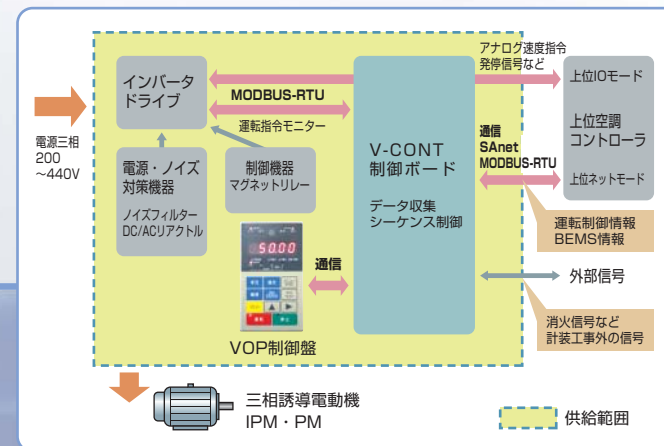 アナログ速度指令
発停信号など
インバータ
ドライブ
MODBUS-RTU
運転指令モニター
電源三相
200
～440V
電源・ノイズ
対策機器
ノイズフィルター
DC/ACリアクトル
制御機器
マグネットリレー
V-CONT
制御ボード
データ収集
シーケンス制御
通信
SAnet
MODBUS-RTU
上位IOモード
上位空調
コントローラ
上位ネットモード
運転制御情報
BEMS情報
50.00
通信
VOP制御盤
外部信号
消火信号など
計装工事外の信号
三相誘導電動機
IPM・PM
供給範囲